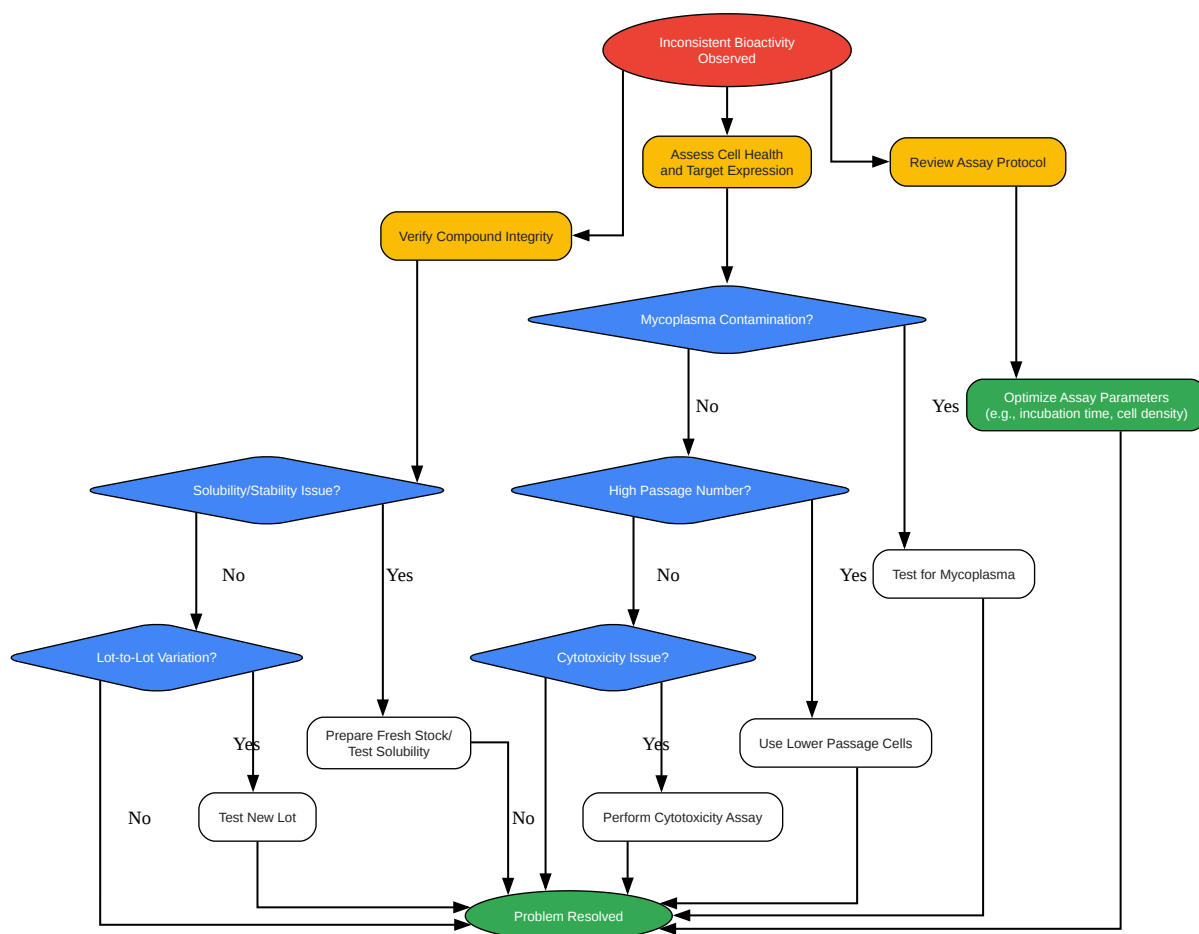 Inconsistent Bioactivity
Observed
Assess Cell Health
and Target Expression
Review Assay Protocol
Verify Compound Integrity
Mycoplasma Contamination?
No
Yes
Optimize Assay Parameters
(e.g., incubation time, cell density)
Solubility/Stability Issue?
High Passage Number?
No
Yes
No
Yes
Test for Mycoplasma
Lot-to-Lot Variation?
Cytotoxicity Issue?
Yes
Prepare Fresh Stock/
Test Solubility
Yes
Use Lower Passage Cells
No
Test New Lot
No
Perform Cytotoxicity Assay
Problem Resolved